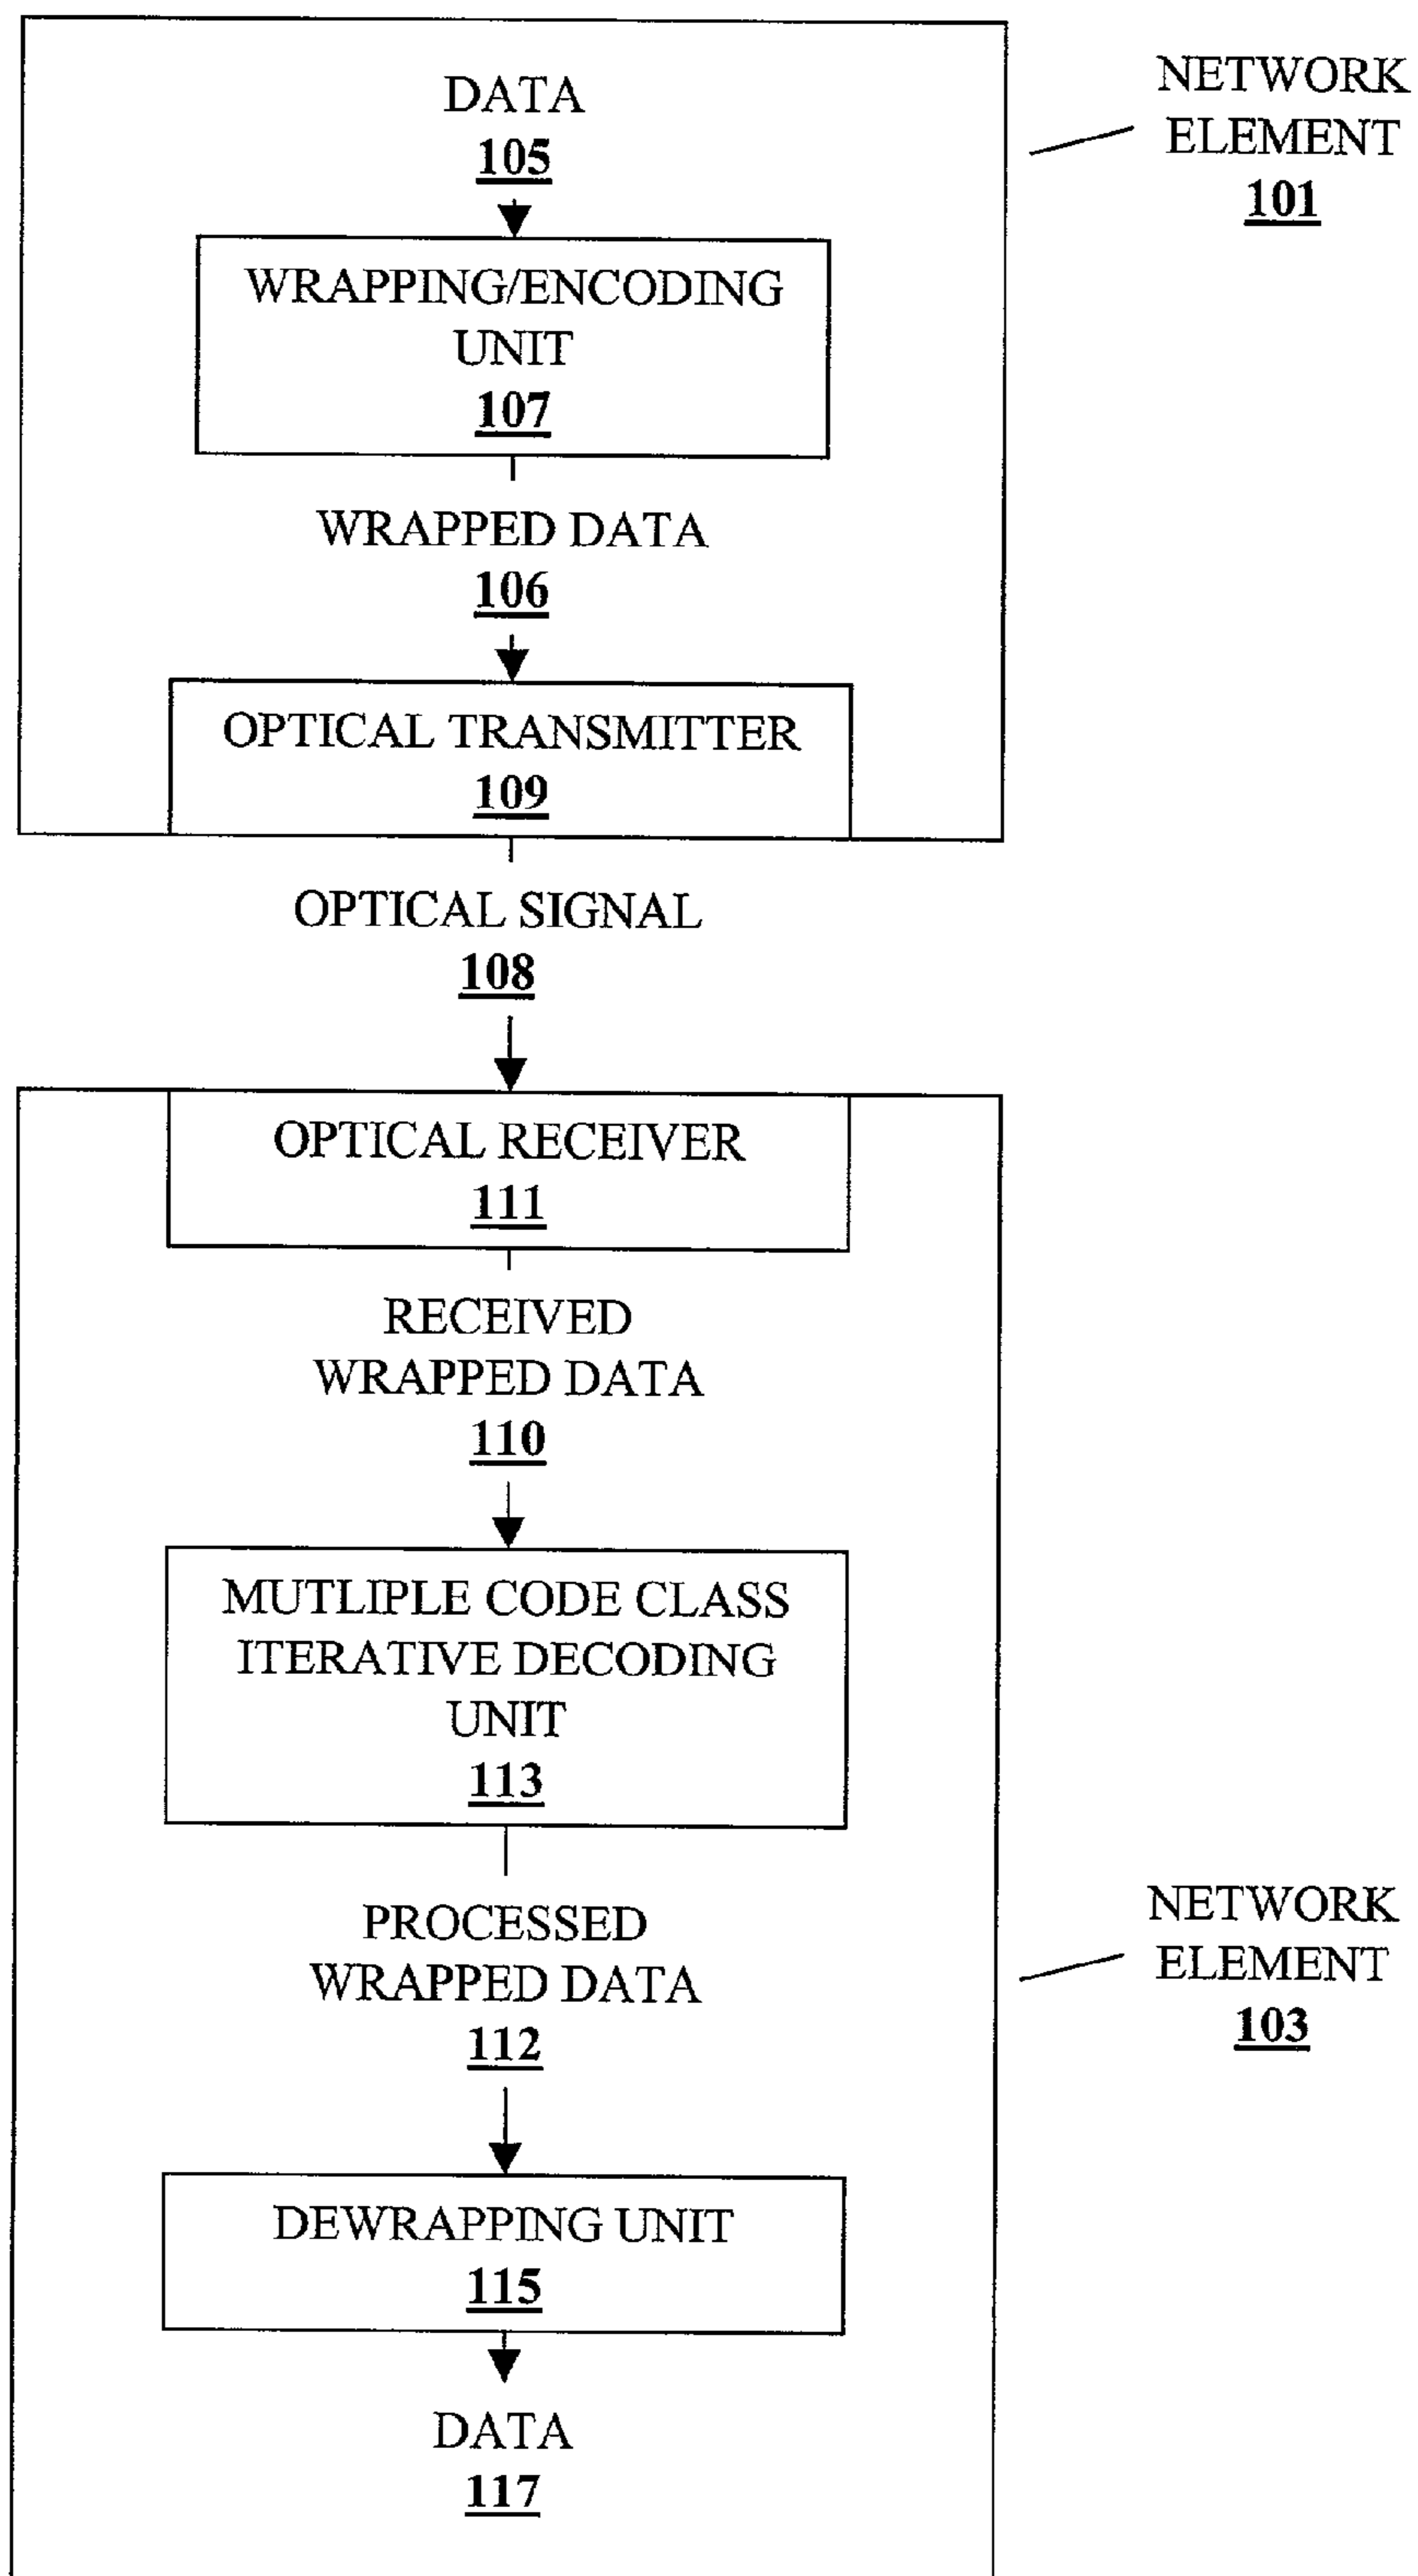 DATA
105
NETWORK
ELEMENT
101
WRAPPING/ENCODING
UNIT
107
WRAPPED DATA
106
OPTICAL TRANSMITTER
109
OPTICAL SIGNAL
108
OPTICAL RECEIVER
111
RECEIVED
WRAPPED DATA
110
MUTLIPLE CODE CLASS
ITERATIVE DECODING
UNIT
113
PROCESSED
WRAPPED DATA
112
NETWORK
ELEMENT
103
DEWRAPPING UNIT
115
DATA
117